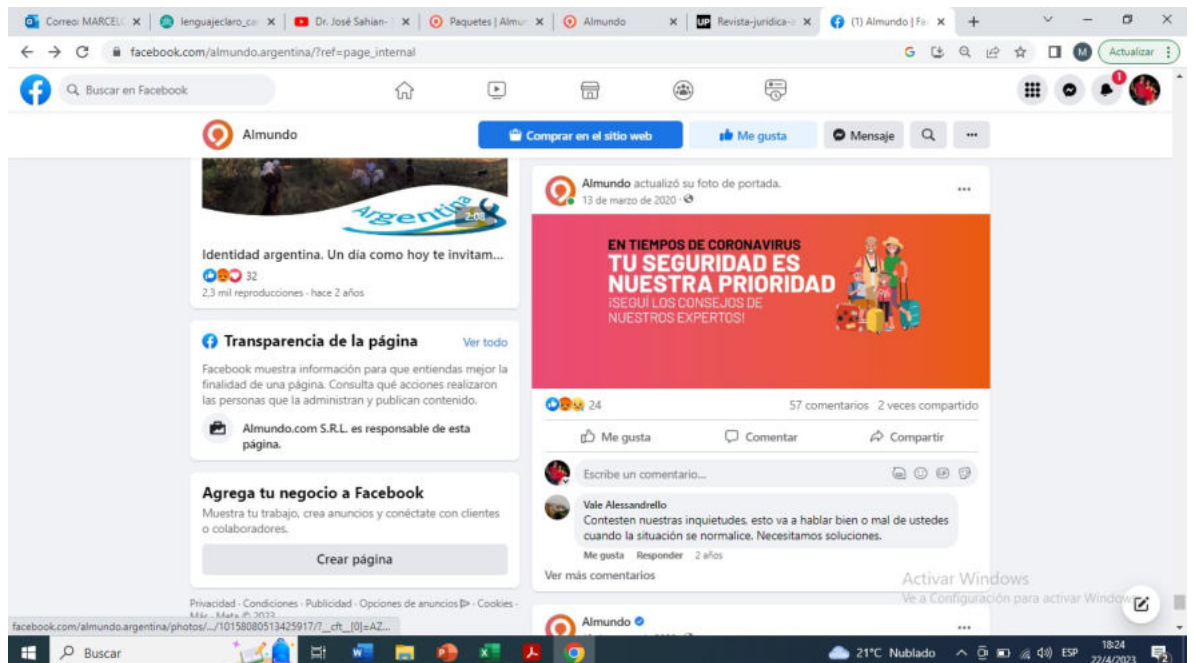 Correo: MARCEL
lenguajeclaro_car
Dr. José Sahian-
Paquetes | Almun
Almundo
UP Revista-juridica-a
(1) Almundo | Fac
facebook.com/almundo.argentina/?ref=page_internal
Actualizar
Buscar en Facebook
1
Almundo
Comprar en el sitio web
Me gusta
Mensaje
Argentina
2:08
Identidad argentina. Un día como hoy te invitam...
32
2,3 mil reproducciones · hace 2 años
Transparencia de la página
Ver todo
Facebook muestra información para que entiendas mejor la
finalidad de una página. Consulta qué acciones realizaron
las personas que la administran y publican contenido.
Almundo.com S.R.L. es responsable de esta
página.
Agrega tu negocio a Facebook
Muestra tu trabajo, crea anuncios y conéctate con clientes
o colaboradores.
Crear página
Privacidad · Condiciones · Publicidad · Opciones de anuncios · Cookies ·
Más · Meta © 2023
facebook.com/almundo.argentina/photos/.../10158080513425917/?__cft__[0]=AZ...
Almundo actualizó su foto de portada.
13 de marzo de 2020
EN TIEMPOS DE CORONAVIRUS
TU SEGURIDAD ES
NUESTRA PRIORIDAD
¡SEGUÍ LOS CONSEJOS DE
NUESTROS EXPERTOS!
24
57 comentarios 2 veces compartido
Me gusta
Comentar
Compartir
Escribe un comentario...
Vale Alessandrello
Contesten nuestras inquietudes, esto va a hablar bien o mal de ustedes
cuando la situación se normalice. Necesitamos soluciones.
Me gusta Responder 2 años
Ver más comentarios
Activar Windows
Ve a Configuración para activar Windows
Almundo
Buscar
21°C Nublado
ESP
18:24
22/4/2023